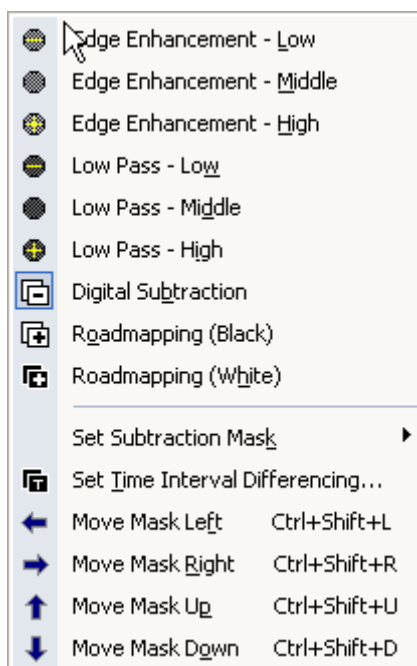 Edge Enhancement - Low
Edge Enhancement - Middle
Edge Enhancement - High
Low Pass - Low
Low Pass - Middle
Low Pass - High
Digital Subtraction
Roadmapping (Black)
Roadmapping (White)
Set Subtraction Mask
Set Time Interval Differencing...
Move Mask Left Ctrl+Shift+L
Move Mask Right Ctrl+Shift+R
Move Mask Up Ctrl+Shift+U
Move Mask Down Ctrl+Shift+D